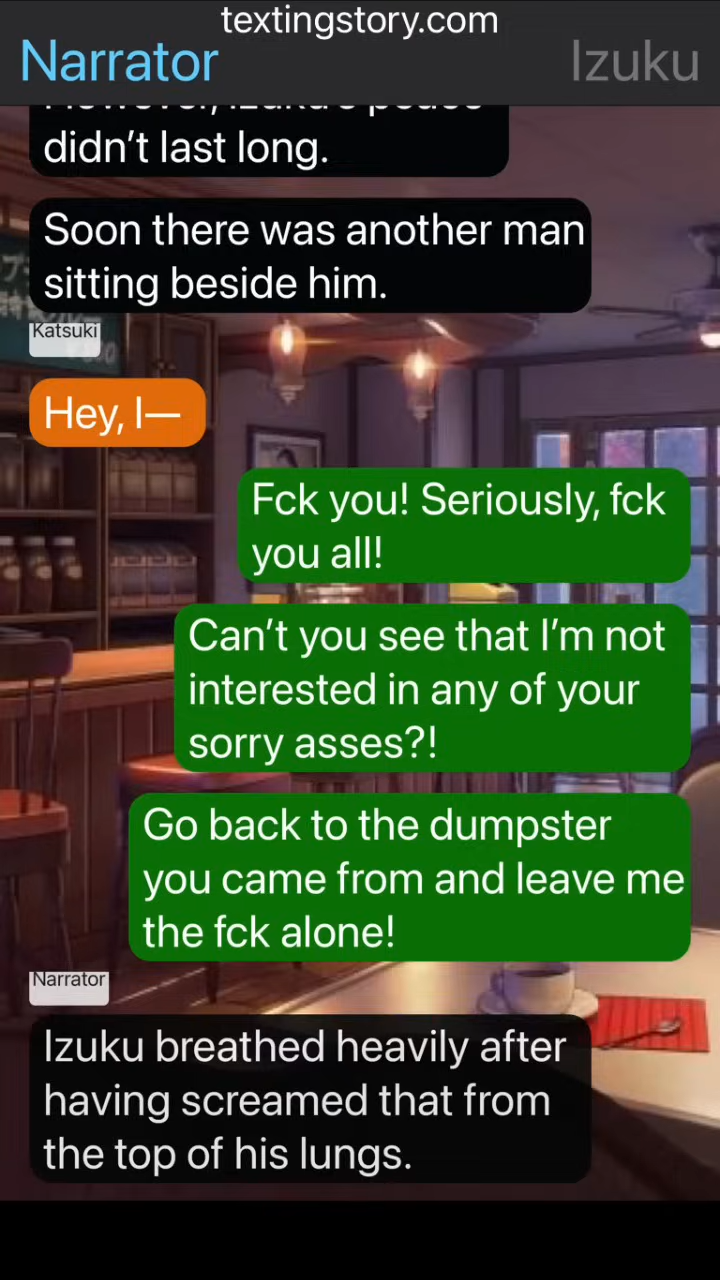 textingstory.com
Narrator
Izuku
didn’t last long.
Soon there was another man
sitting beside him.
Katsuki
Hey, I—
Fck you! Seriously, fck
you all!
Can’t you see that I’m not
interested in any of your
sorry asses?!
Go back to the dumpster
you came from and leave me
the fck alone!
Narrator
Izuku breathed heavily after
having screamed that from
the top of his lungs.